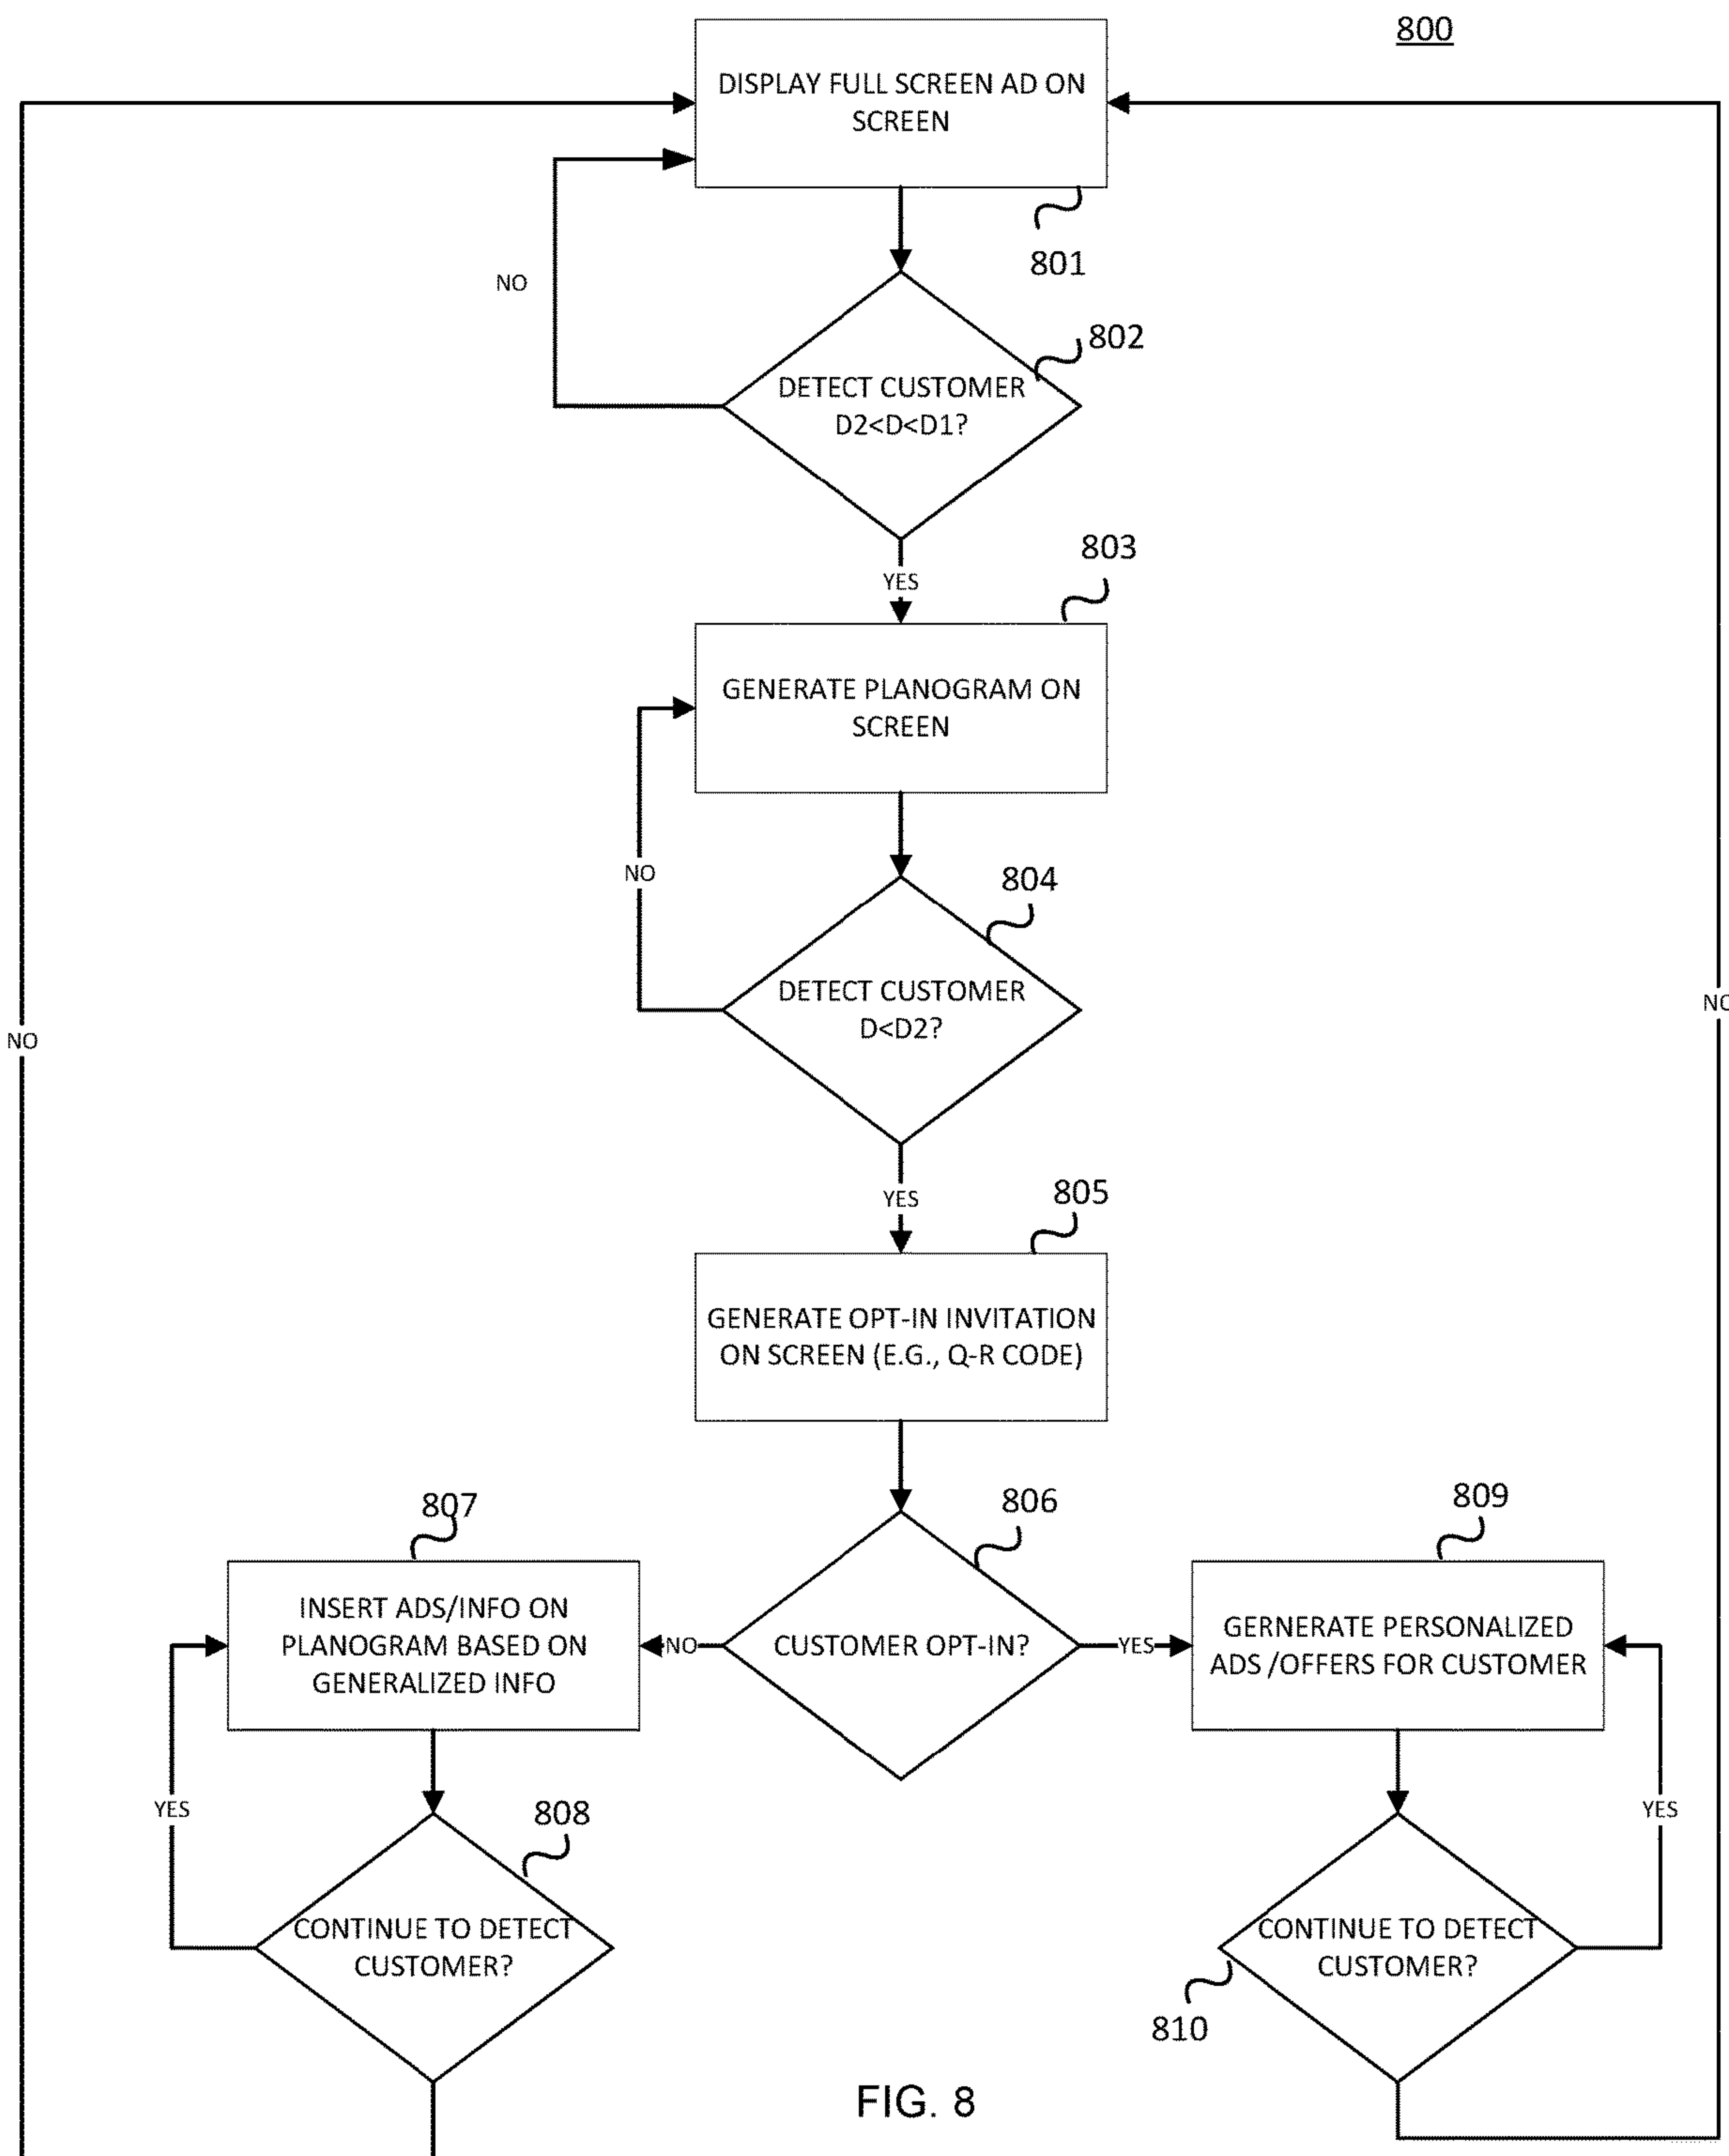 800
DISPLAY FULL SCREEN AD ON
SCREEN
801
NO
802
DETECT CUSTOMER
D2<D<D1?
YES
803
GENERATE PLANOGRAM ON
SCREEN
NO
804
DETECT CUSTOMER
D<D2?
NO
NO
YES
805
GENERATE OPT-IN INVITATION
ON SCREEN (E.G., Q-R CODE)
806
CUSTOMER OPT-IN?
NO
YES
807
INSERT ADS/INFO ON
PLANOGRAM BASED ON
GENERALIZED INFO
809
GERNERATE PERSONALIZED
ADS /OFFERS FOR CUSTOMER
YES
808
CONTINUE TO DETECT
CUSTOMER?
YES
CONTINUE TO DETECT
CUSTOMER?
810
FIG. 8